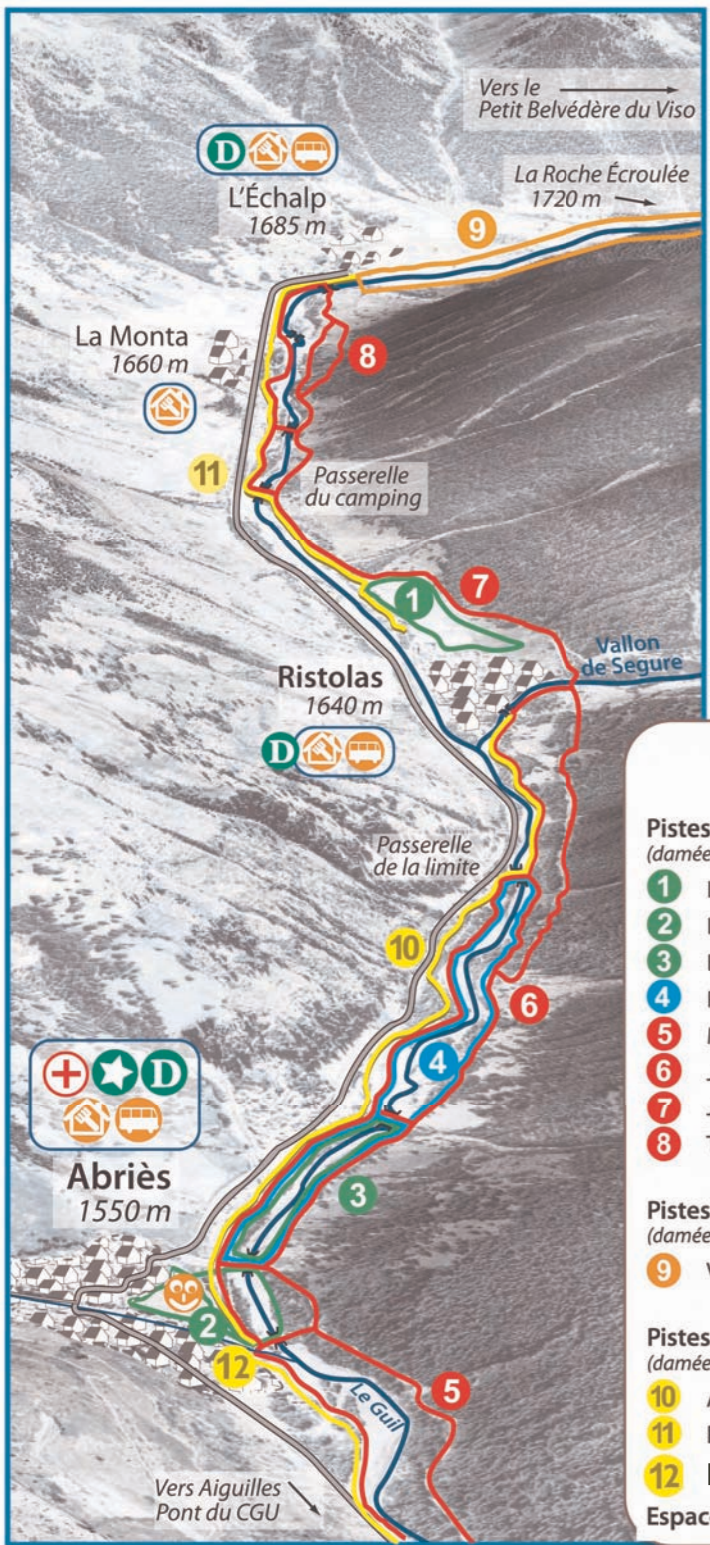 Vers le
Petit Belvédère du Viso
D
L'Échalp
1685 m
La Roche Écroulée
1720 m
9
La Monta
1660 m
8
11
Passerelle
du camping
1
7
Vallon
de Segure
Ristolas
1640 m
D
Passerelle
de la limite
10
6
4
D
Abriès
1550 m
3
2
12
5
Le Guil
Vers Aiguilles
Pont du CGU
Pistes
(damée
1
2
3
4
5
6
7
8
Pistes
(damée
9
Pistes
(damée
10
11
12
Espac